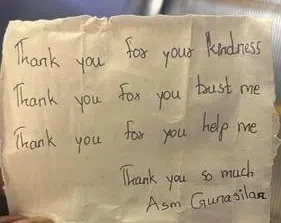 Thank you for your kindness
Thank you for you trust me
Thank you for you help me
Thank you so much
Asm Gunasilan